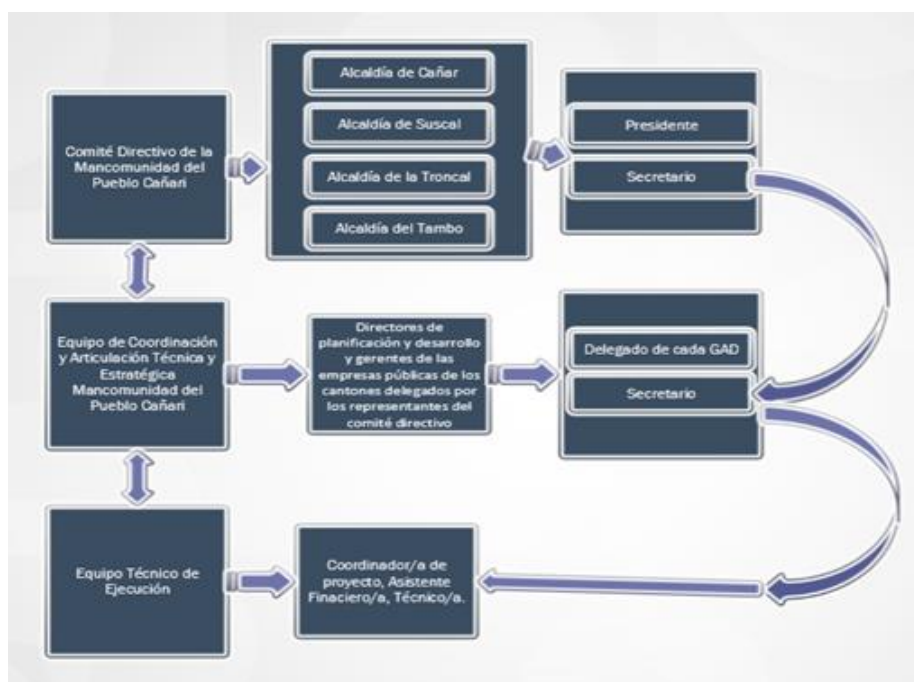 Comité Directivo de la
Mancomunidad del
Pueblo Cañari
Alcaldía de Cañar
Alcaldía de Suscal
Alcaldía de la Troncal
Alcaldía del Tambo
Presidente
Secretario
Equipo de Coordinación
y Articulación Técnica y
Estratégica
Mancomunidad del
Pueblo Cañari
Directores de
planificación y desarrollo
y gerentes de las
empresas públicas de los
cantones delegados por
los representantes del
comité directivo
Delegado de cada GAD
Secretario
Equipo Técnico de
Ejecución
Coordinador/a de
proyecto, Asistente
Finaciero/a, Técnico/a.